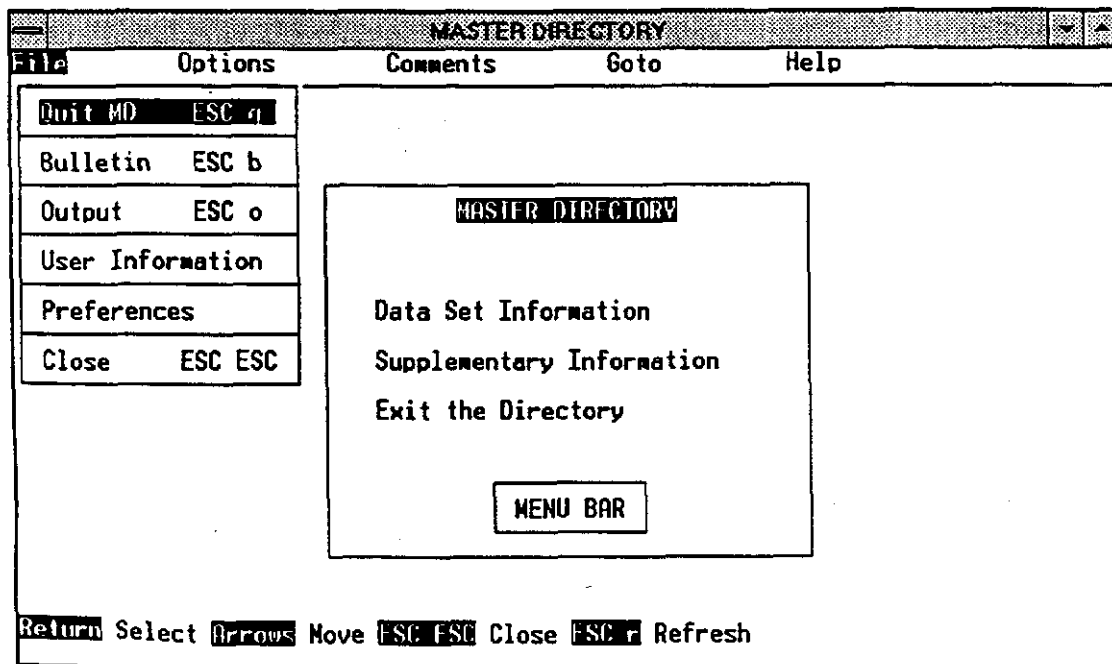 MASTER DIRECTORY
File Options Comments Goto Help
Quit MD ESC q
Bulletin ESC b
Output ESC o
User Information
Preferences
Close ESC ESC
MASTER DIRECTORY
Data Set Information
Supplementary Information
Exit the Directory
MENU BAR
Return Select Arrows Move ESC ESC Close ESC r Refresh